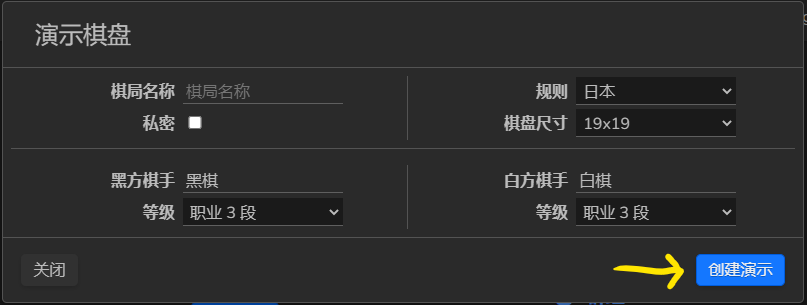 演示棋盘
棋局名称 棋局名称 规则 日本
私密 棋盘尺寸 19x19
黑方棋手 黑棋 白方棋手 白棋
等级 职业 3 段 等级 职业 3 段
关闭 创建演示